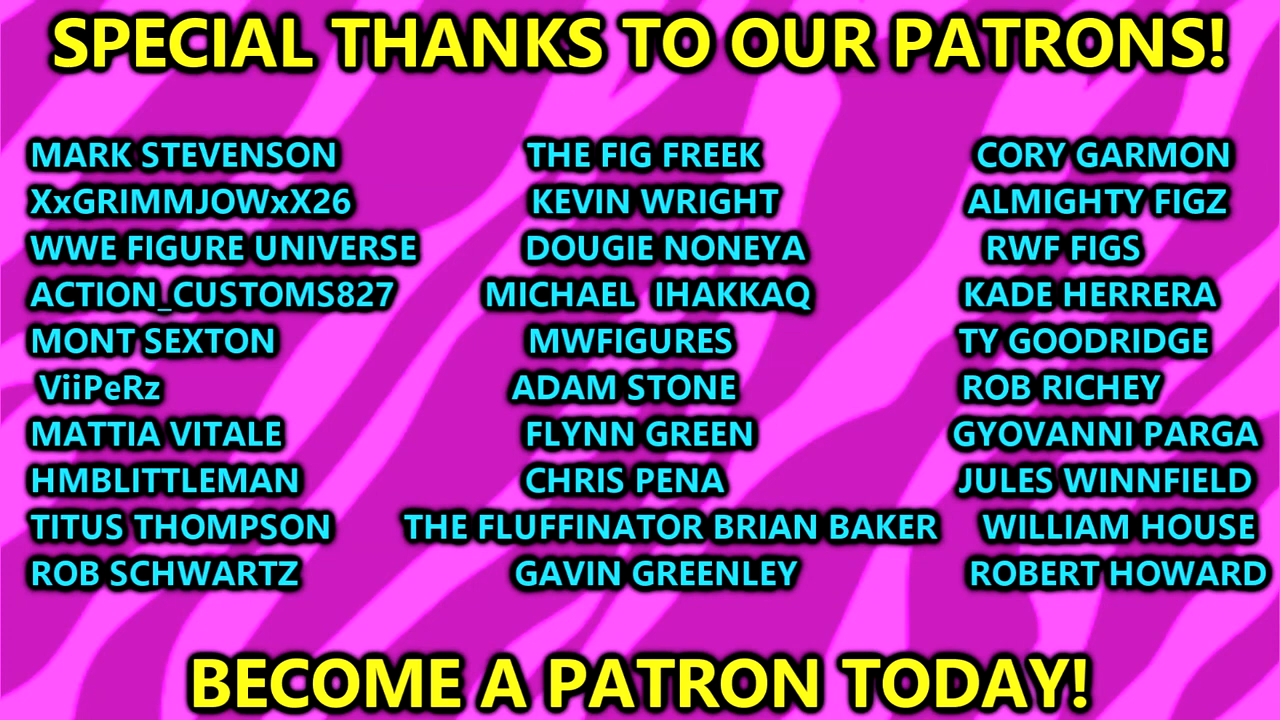 SPECIAL THANKS TO OUR PATRONS!
MARK STEVENSON THE FIG FREEK CORY GARMON
XxGRIMMJOWxX26 KEVIN WRIGHT ALMIGHTY FIGZ
WWE FIGURE UNIVERSE DOUGIE NONEYA RWF FIGS
ACTION_CUSTOMS827 MICHAEL IHAKKAQ KADE HERRERA
MONT SEXTON MWFIGURES TY GOODRIDGE
ViiPeRz ADAM STONE ROB RICHEY
MATTIA VITALE FLYNN GREEN GYOVANNI PARGA
HMBLITTLEMAN CHRIS PENA JULES WINNFIELD
TITUS THOMPSON THE FLUFFINATOR BRIAN BAKER WILLIAM HOUSE
ROB SCHWARTZ GAVIN GREENLEY ROBERT HOWARD
BECOME A PATRON TODAY!